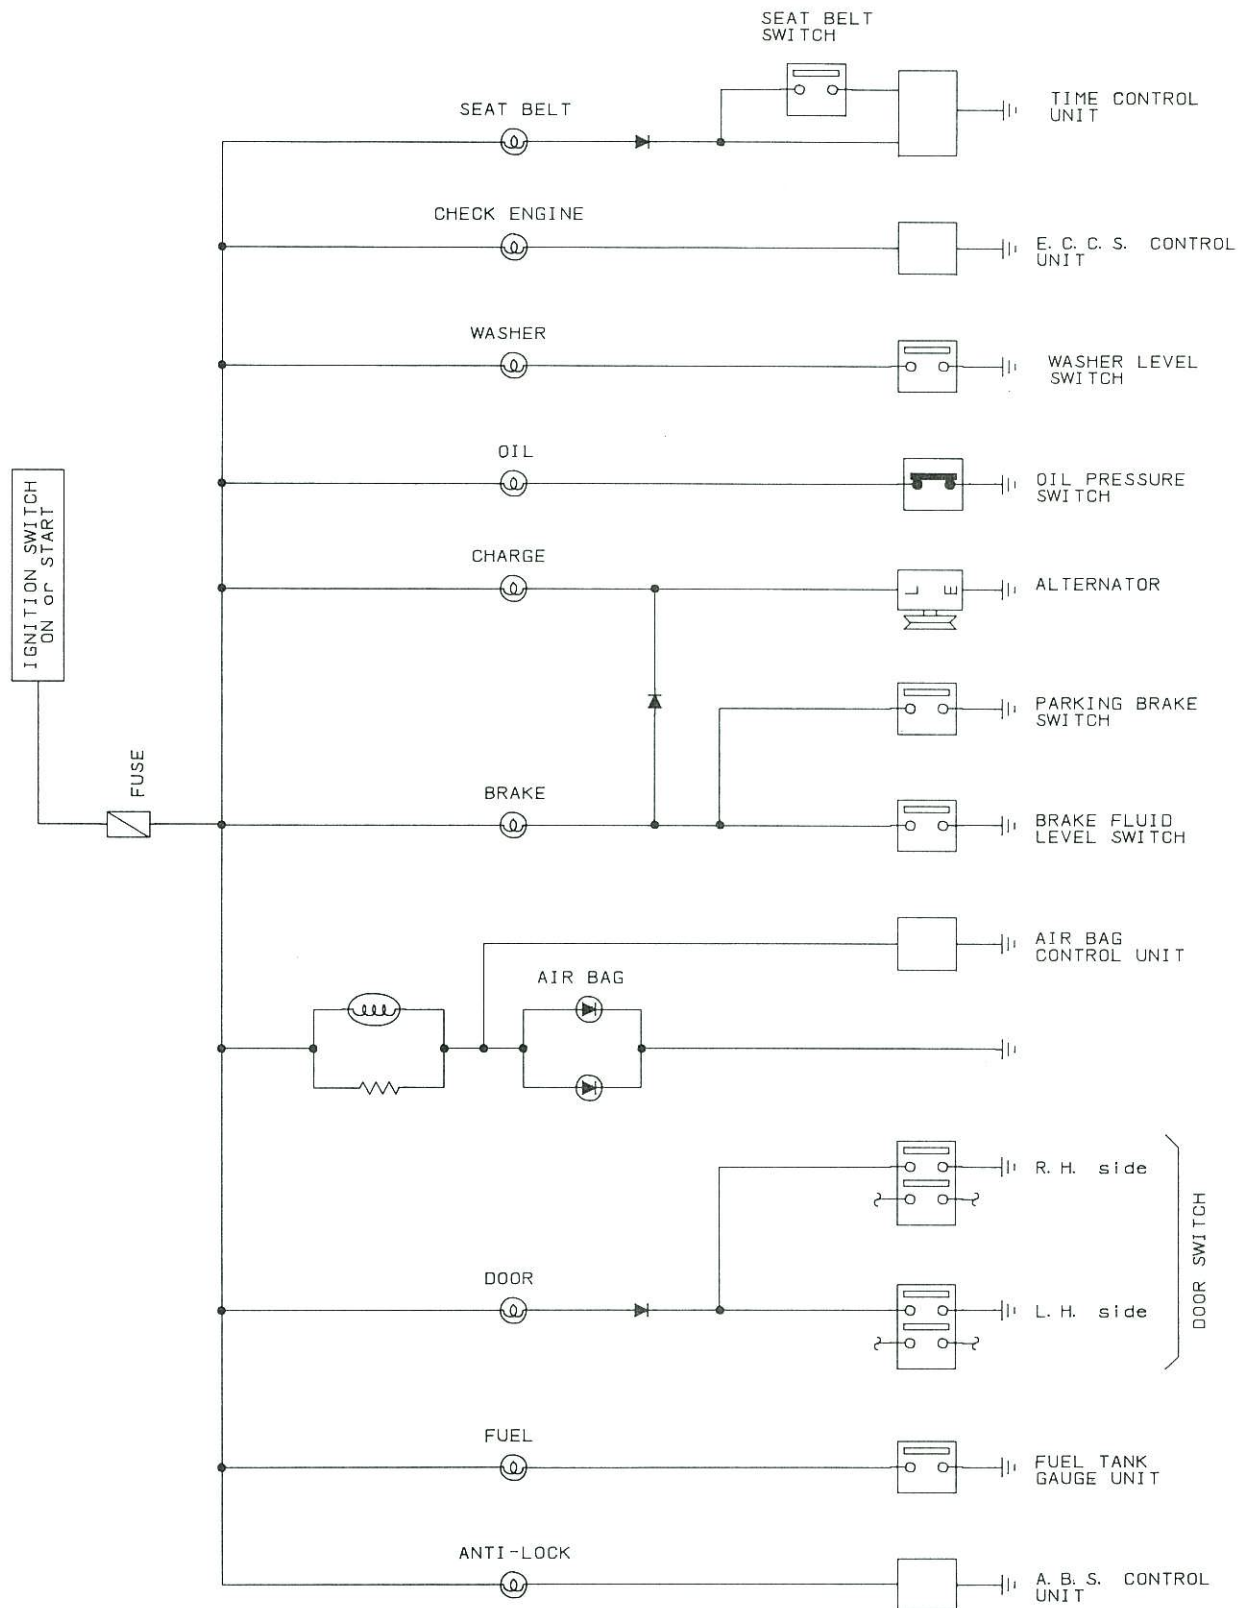 SEAT BELT
SWITCH
SEAT BELT
TIME CONTROL
UNIT
CHECK ENGINE
E. C. C. S. CONTROL
UNIT
WASHER
WASHER LEVEL
SWITCH
OIL
OIL PRESSURE
SWITCH
IGNITION SWITCH
ON or START
CHARGE
L E
ALTERNATOR
PARKING BRAKE
SWITCH
FUSE
BRAKE
BRAKE FLUID
LEVEL SWITCH
AIR BAG
CONTROL UNIT
AIR BAG
R. H. side
DOOR SWITCH
DOOR
L. H. side
FUEL
FUEL TANK
GAUGE UNIT
ANTI-LOCK
A. B. S. CONTROL
UNIT